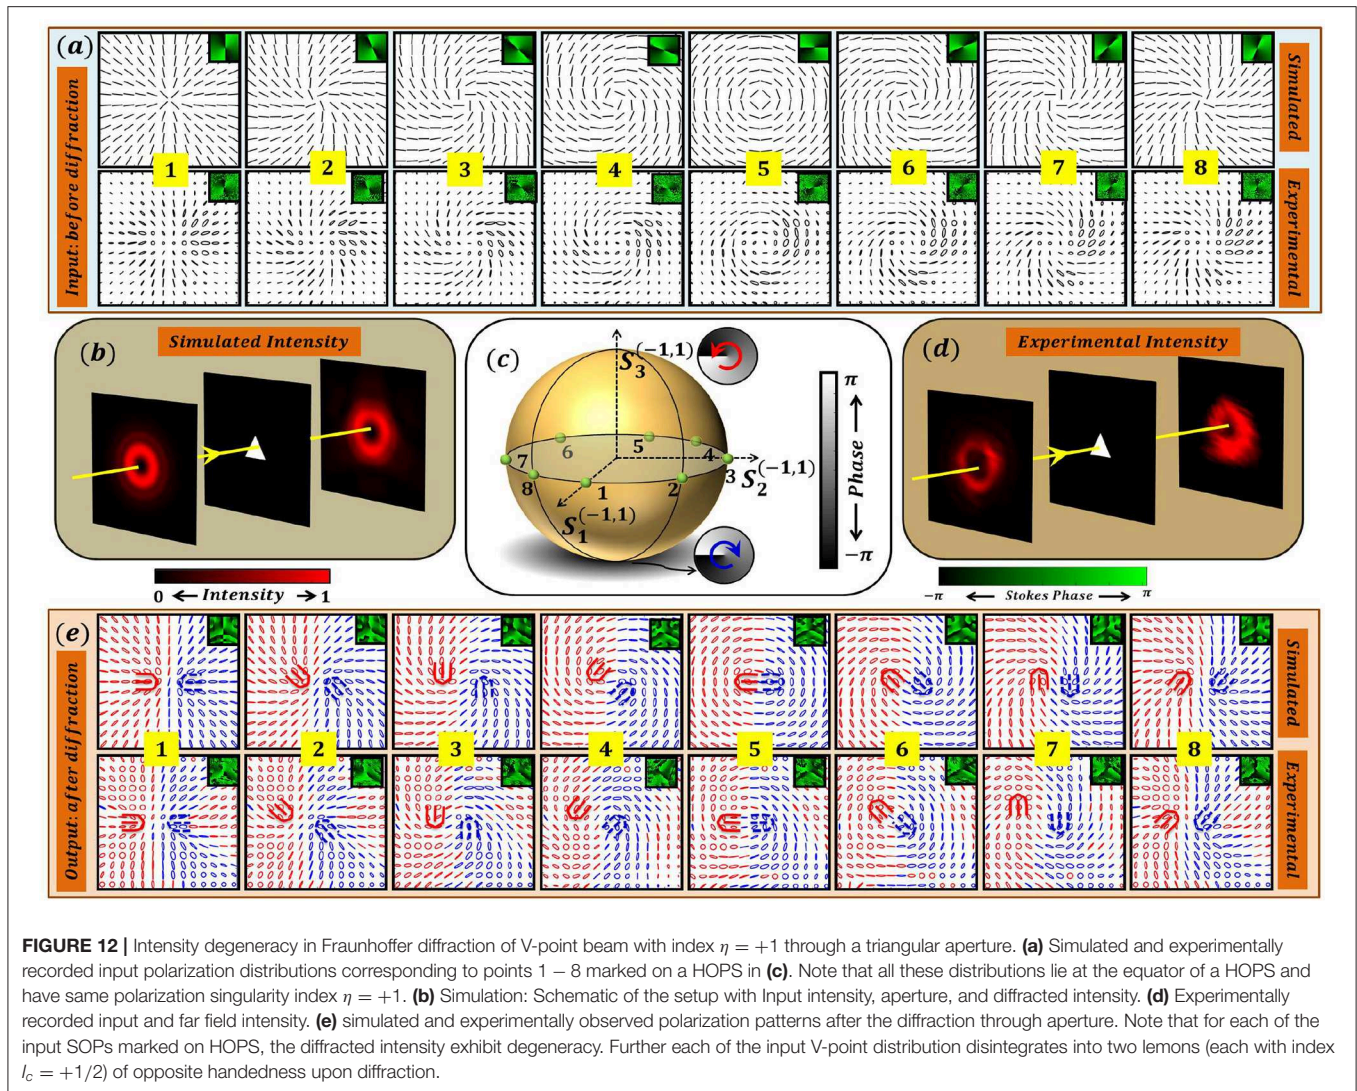 (a)
Input: before diffraction
Simulated
1 2 3 4 5 6 7 8
Experimental
(b)
Simulated Intensity
0 ← Intensity → 1
(c)
S₃^(−1,1)
S₂^(−1,1)
S₁^(−1,1)
6 5 4
7 3
8 1 2
π
← Phase →
−π
(d)
Experimental Intensity
−π ← Stokes Phase → π
(e)
Output: after diffraction
Simulated
1 2 3 4 5 6 7 8
Experimental
FIGURE 12 | Intensity degeneracy in Fraunhoffer diffraction of V-point beam with index η = +1 through a triangular aperture. (a) Simulated and experimentally
recorded input polarization distributions corresponding to points 1 − 8 marked on a HOPS in (c). Note that all these distributions lie at the equator of a HOPS and
have same polarization singularity index η = +1. (b) Simulation: Schematic of the setup with Input intensity, aperture, and diffracted intensity. (d) Experimentally
recorded input and far field intensity. (e) simulated and experimentally observed polarization patterns after the diffraction through aperture. Note that for each of the
input SOPs marked on HOPS, the diffracted intensity exhibit degeneracy. Further each of the input V-point distribution disintegrates into two lemons (each with index
I_c = +1/2) of opposite handedness upon diffraction.